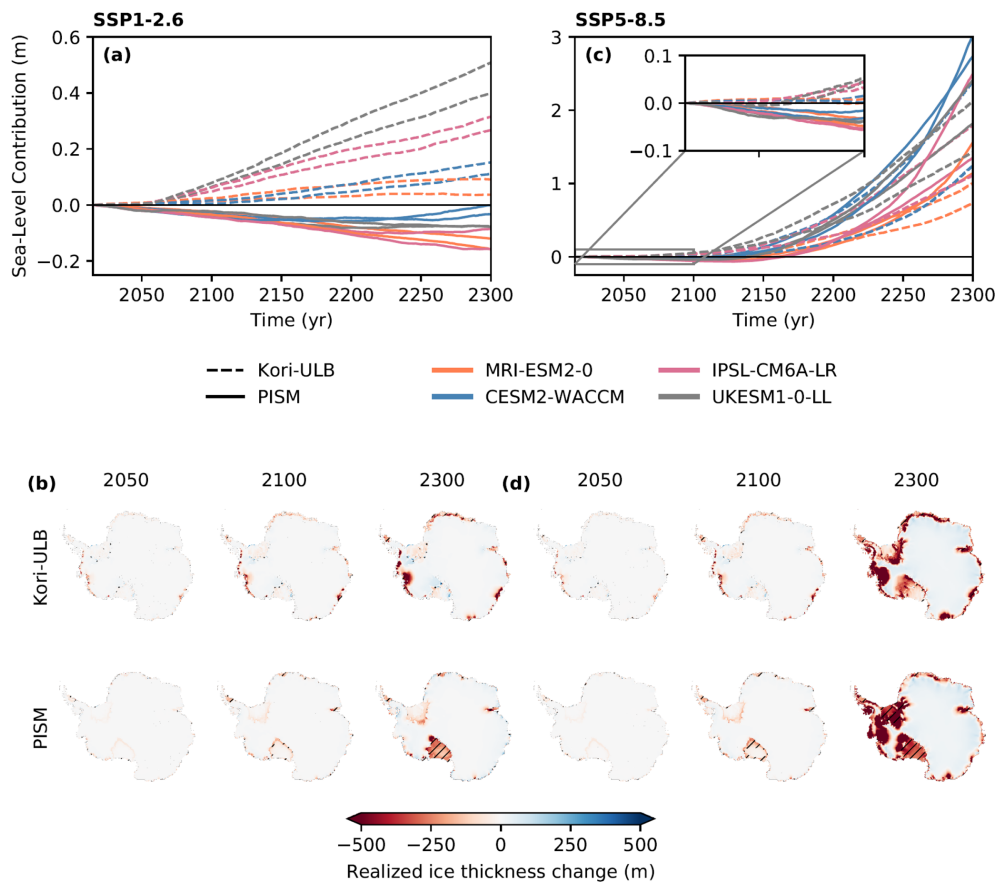 SSP1-2.6
SSP5-8.5
(a)
Sea-Level Contribution (m)
0.6
0.4
0.2
0.0
−0.2
2050 2100 2150 2200 2250 2300
Time (yr)
(c)
3
2
1
0
0.1
0.0
−0.1
2050 2100 2150 2200 2250 2300
Time (yr)
Kori-ULB MRI-ESM2-0 IPSL-CM6A-LR
PISM CESM2-WACCM UKESM1-0-LL
(b) 2050 2100 2300 (d) 2050 2100 2300
Kori-ULB
PISM
−500 −250 0 250 500
Realized ice thickness change (m)